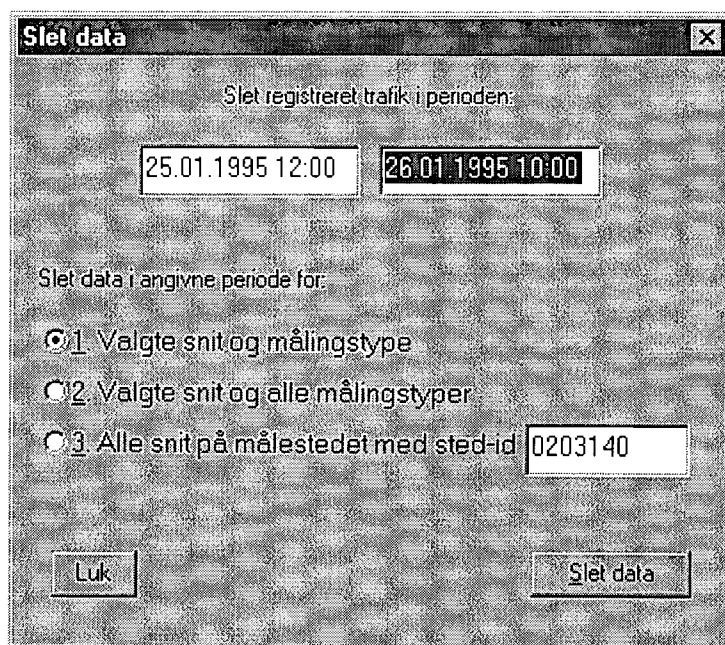 Slet data
Slet registreret trafik i perioden:
25.01.1995 12:00 26.01.1995 10:00
Slet data i angivne periode for:
1. Valgte snit og målingstype
2. Valgte snit og alle målingstyper
3. Alle snit på målestedet med sted-id 0203140
Luk Slet data